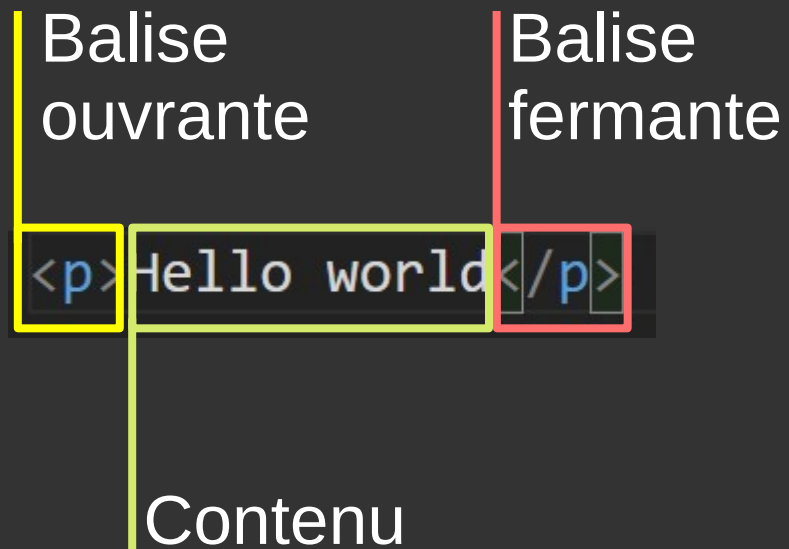 Balise
ouvrante
Balise
fermante
<p>Hello world</p>
Contenu